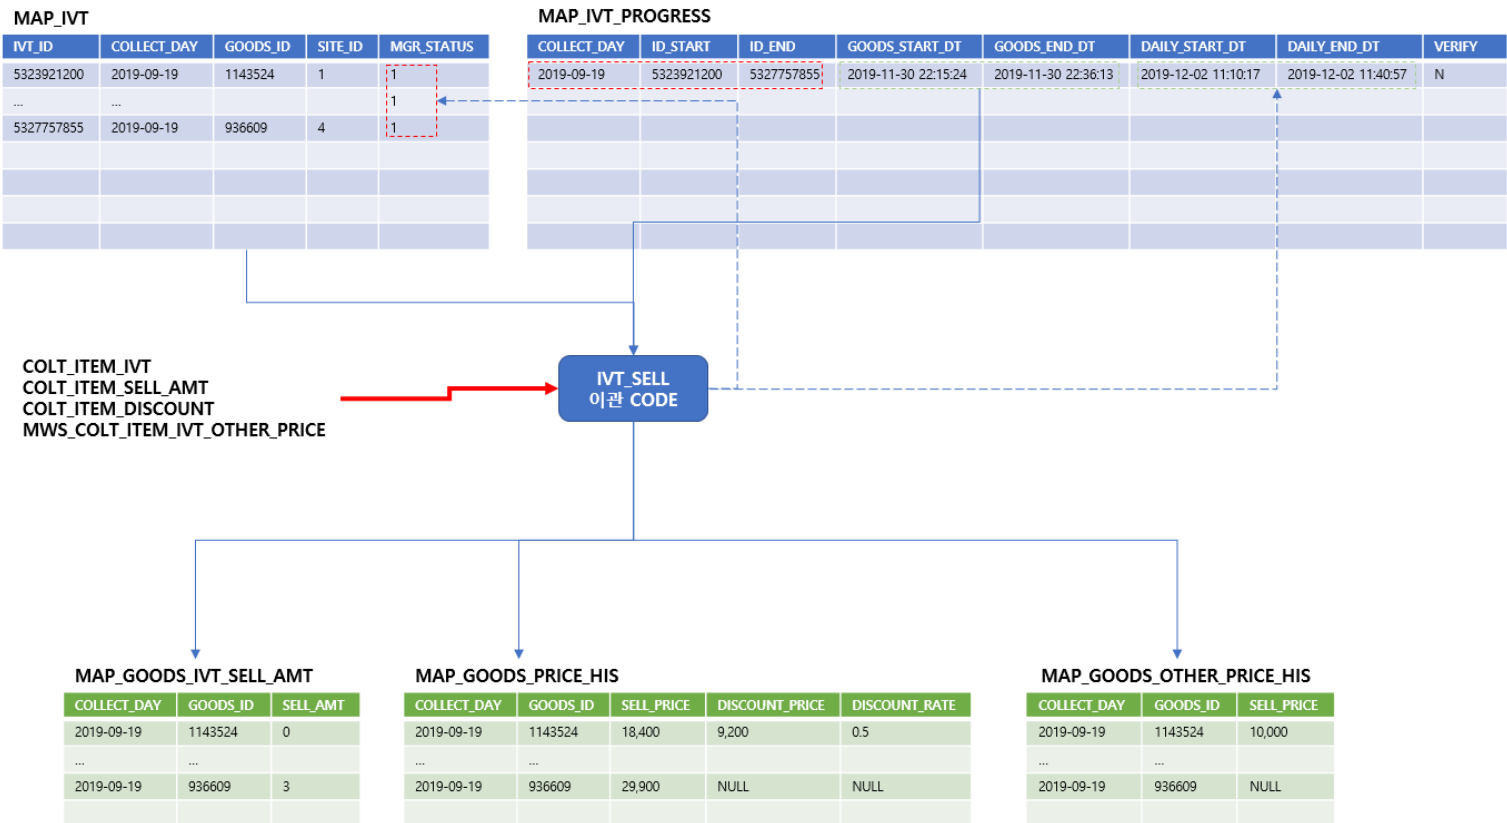 MAP_IVT
IVT_ID COLLECT_DAY GOODS_ID SITE_ID MGR_STATUS
5323921200 2019-09-19 1143524 1 1
... ... 1
5327757855 2019-09-19 936609 4 1
MAP_IVT_PROGRESS
COLLECT_DAY ID_START ID_END GOODS_START_DT GOODS_END_DT DAILY_START_DT DAILY_END_DT VERIFY
2019-09-19 5323921200 5327757855 2019-11-30 22:15:24 2019-11-30 22:36:13 2019-12-02 11:10:17 2019-12-02 11:40:57 N
COLT_ITEM_IVT
COLT_ITEM_SELL_AMT
COLT_ITEM_DISCOUNT
MWS_COLT_ITEM_IVT_OTHER_PRICE
IVT_SELL
이관 CODE
MAP_GOODS_IVT_SELL_AMT
COLLECT_DAY GOODS_ID SELL_AMT
2019-09-19 1143524 0
... ...
2019-09-19 936609 3
MAP_GOODS_PRICE_HIS
COLLECT_DAY GOODS_ID SELL_PRICE DISCOUNT_PRICE DISCOUNT_RATE
2019-09-19 1143524 18,400 9,200 0.5
... ...
2019-09-19 936609 29,900 NULL NULL
MAP_GOODS_OTHER_PRICE_HIS
COLLECT_DAY GOODS_ID SELL_PRICE
2019-09-19 1143524 10,000
... ...
2019-09-19 936609 NULL